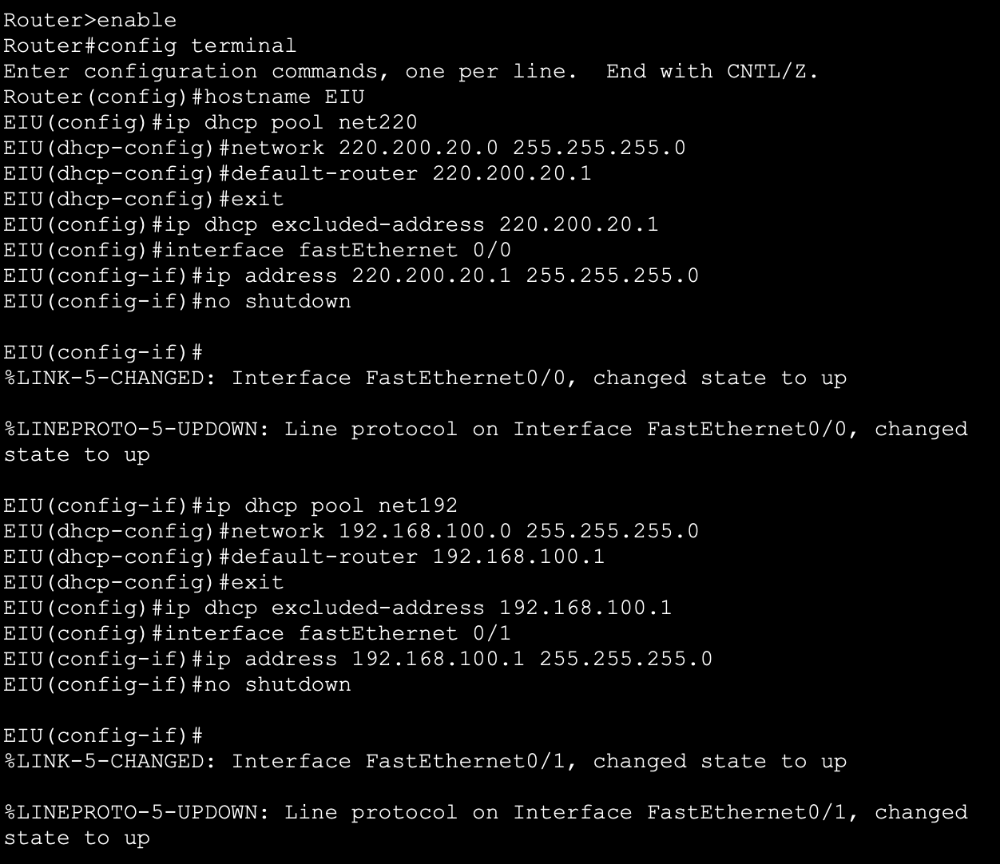 Router>enable
Router#config terminal
Enter configuration commands, one per line.  End with CNTL/Z.
Router(config)#hostname EIU
EIU(config)#ip dhcp pool net220
EIU(dhcp-config)#network 220.200.20.0 255.255.255.0
EIU(dhcp-config)#default-router 220.200.20.1
EIU(dhcp-config)#exit
EIU(config)#ip dhcp excluded-address 220.200.20.1
EIU(config)#interface fastEthernet 0/0
EIU(config-if)#ip address 220.200.20.1 255.255.255.0
EIU(config-if)#no shutdown
EIU(config-if)#
%LINK-5-CHANGED: Interface FastEthernet0/0, changed state to up
%LINEPROTO-5-UPDOWN: Line protocol on Interface FastEthernet0/0, changed
state to up
EIU(config-if)#ip dhcp pool net192
EIU(dhcp-config)#network 192.168.100.0 255.255.255.0
EIU(dhcp-config)#default-router 192.168.100.1
EIU(dhcp-config)#exit
EIU(config)#ip dhcp excluded-address 192.168.100.1
EIU(config)#interface fastEthernet 0/1
EIU(config-if)#ip address 192.168.100.1 255.255.255.0
EIU(config-if)#no shutdown
EIU(config-if)#
%LINK-5-CHANGED: Interface FastEthernet0/1, changed state to up
%LINEPROTO-5-UPDOWN: Line protocol on Interface FastEthernet0/1, changed
state to up